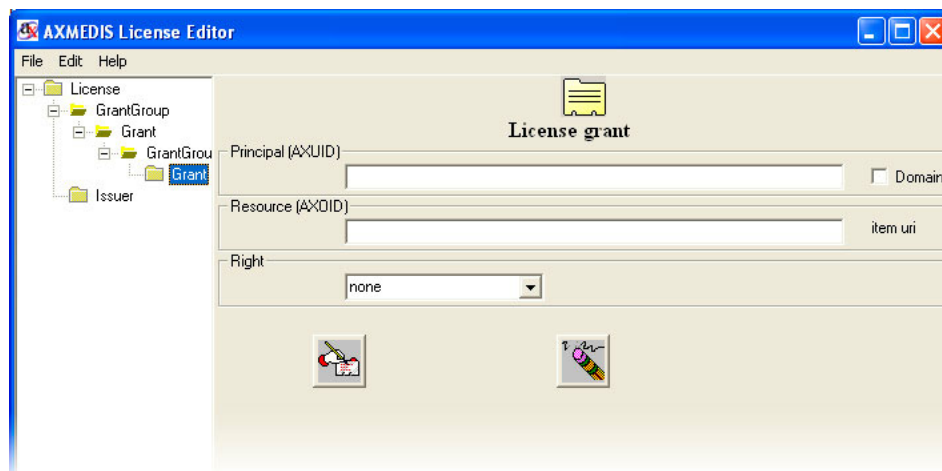 AXMEDIS License Editor
File Edit Help
License
GrantGroup
Grant
GrantGrou
Grant
Issuer
License grant
Principal (AXUID)
Domain
Resource (AXOID)
item uri
Right
none